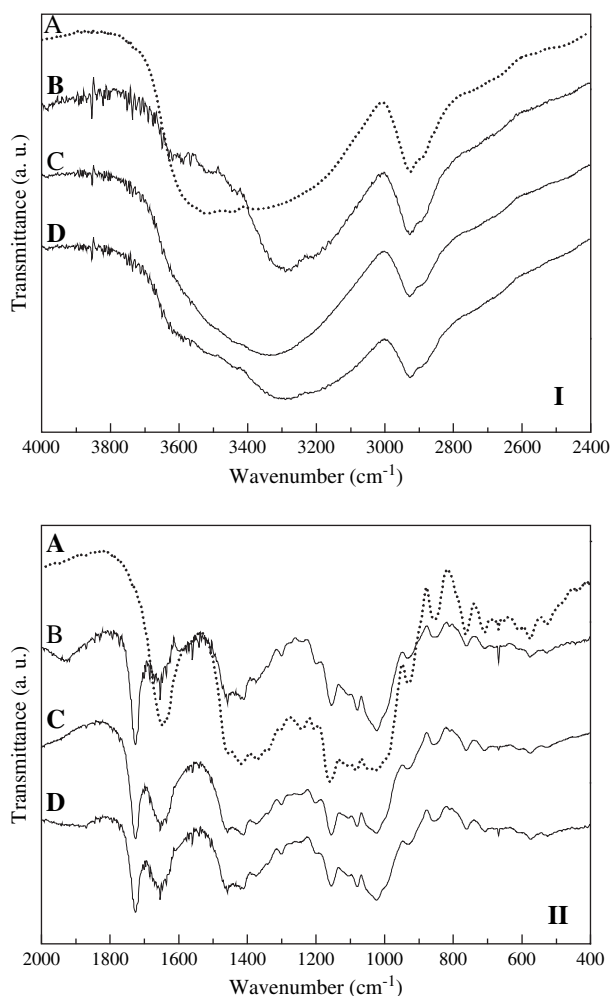 A
B
C
D
Transmittance (a. u.)
I
4000 3800 3600 3400 3200 3000 2800 2600 2400
Wavenumber (cm⁻¹)
A
B
C
D
Transmittance (a. u.)
II
2000 1800 1600 1400 1200 1000 800 600 400
Wavenumber (cm⁻¹)